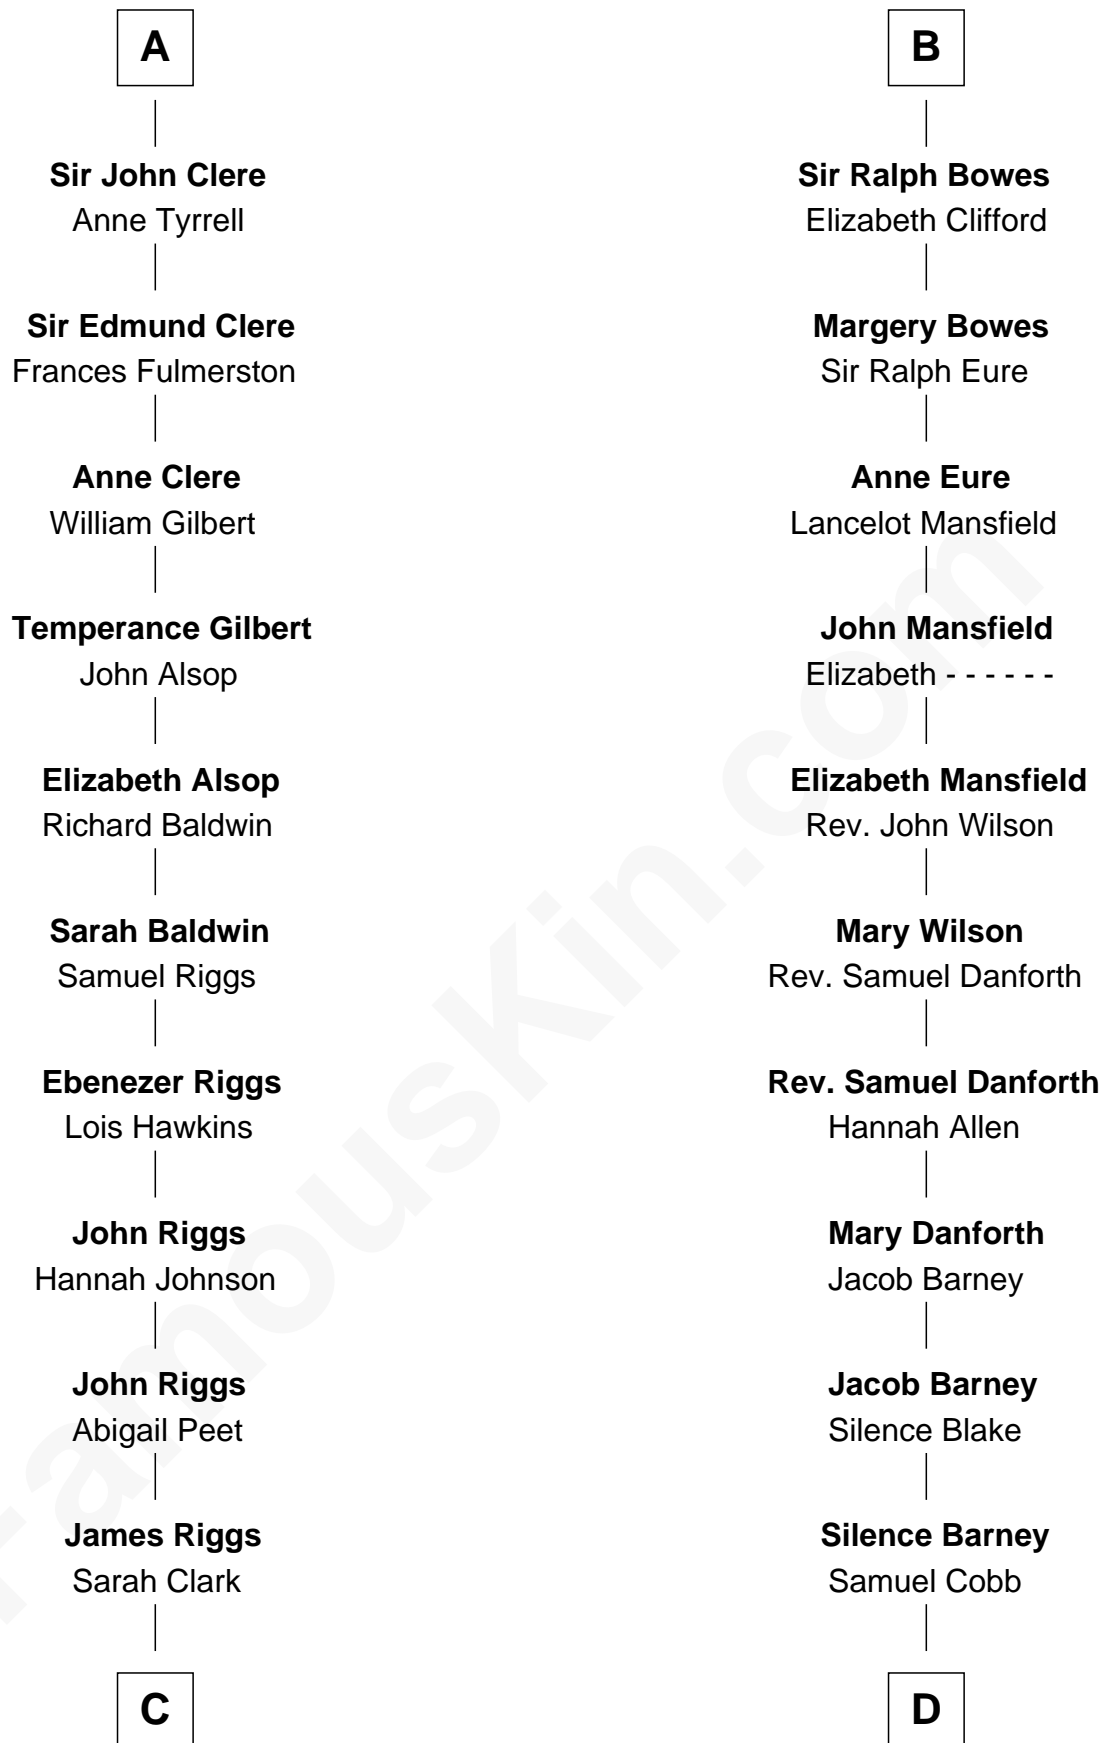 A
Sir John Clere
Anne Tyrrell
Sir Edmund Clere
Frances Fulmerston
Anne Clere
William Gilbert
Temperance Gilbert
John Alsop
Elizabeth Alsop
Richard Baldwin
Sarah Baldwin
Samuel Riggs
Ebenezer Riggs
Lois Hawkins
John Riggs
Hannah Johnson
John Riggs
Abigail Peet
James Riggs
Sarah Clark
C
B
Sir Ralph Bowes
Elizabeth Clifford
Margery Bowes
Sir Ralph Eure
Anne Eure
Lancelot Mansfield
John Mansfield
Elizabeth - - - - - -
Elizabeth Mansfield
Rev. John Wilson
Mary Wilson
Rev. Samuel Danforth
Rev. Samuel Danforth
Hannah Allen
Mary Danforth
Jacob Barney
Jacob Barney
Silence Blake
Silence Barney
Samuel Cobb
D
FamousKin.com